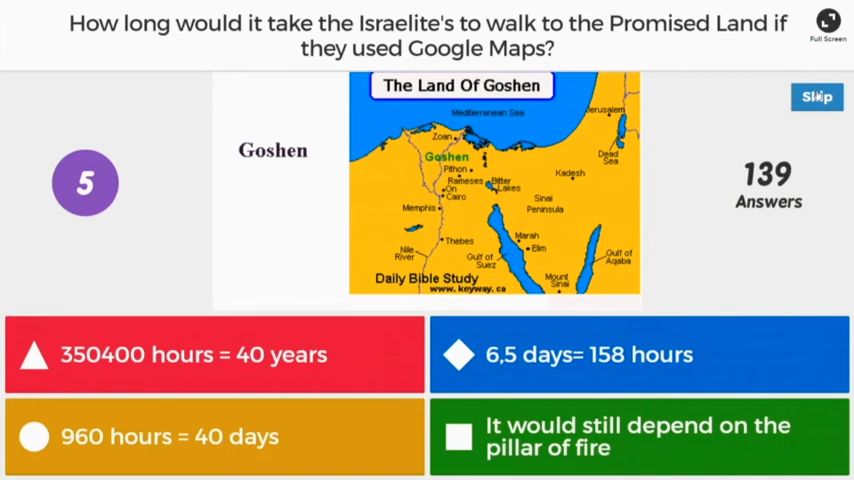 How long would it take the Israelite's to walk to the Promised Land if
they used Google Maps?
Full Screen
Skip
5
139
Answers
Goshen
The Land Of Goshen
Mediterranean Sea
Jerusalem
Zoan
Goshen
Dead
Sea
Pithon
Kadesh
Rameses
Bitter
Lakes
On
Cairo
Sinai
Peninsula
Memphis
Marah
Elim
Thebes
Nile
River
Gulf of
Suez
Gulf of
Aqaba
Mount
Sinai
Daily Bible Study
www.keyway.ca
350400 hours = 40 years
6,5 days= 158 hours
960 hours = 40 days
It would still depend on the
pillar of fire